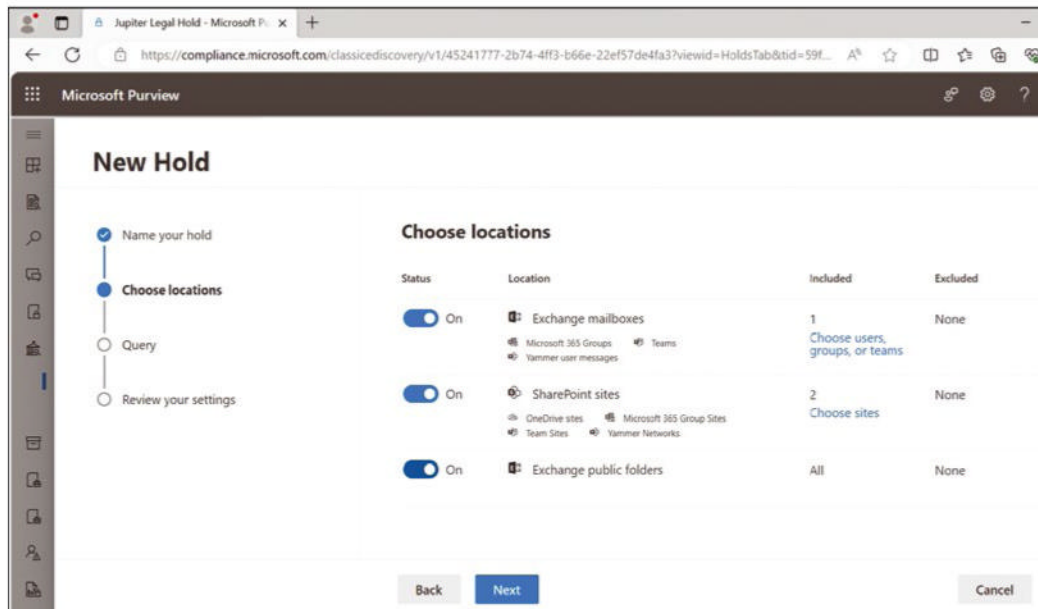 Jupiter Legal Hold - Microsoft P
https://compliance.microsoft.com/classicediscovery/v1/45241777-2b74-4ff3-b66e-22ef57de4fa3?viewid=HoldsTab&tid=59f...
Microsoft Purview
New Hold
Name your hold
Choose locations
Query
Review your settings
Choose locations
Status Location Included Excluded
On Exchange mailboxes 1 None
Microsoft 365 Groups Teams
Yammer user messages
Choose users,
groups, or teams
On SharePoint sites 2 None
OneDrive sites Microsoft 365 Group Sites
Team Sites Yammer Networks
Choose sites
On Exchange public folders All None
Back Next Cancel